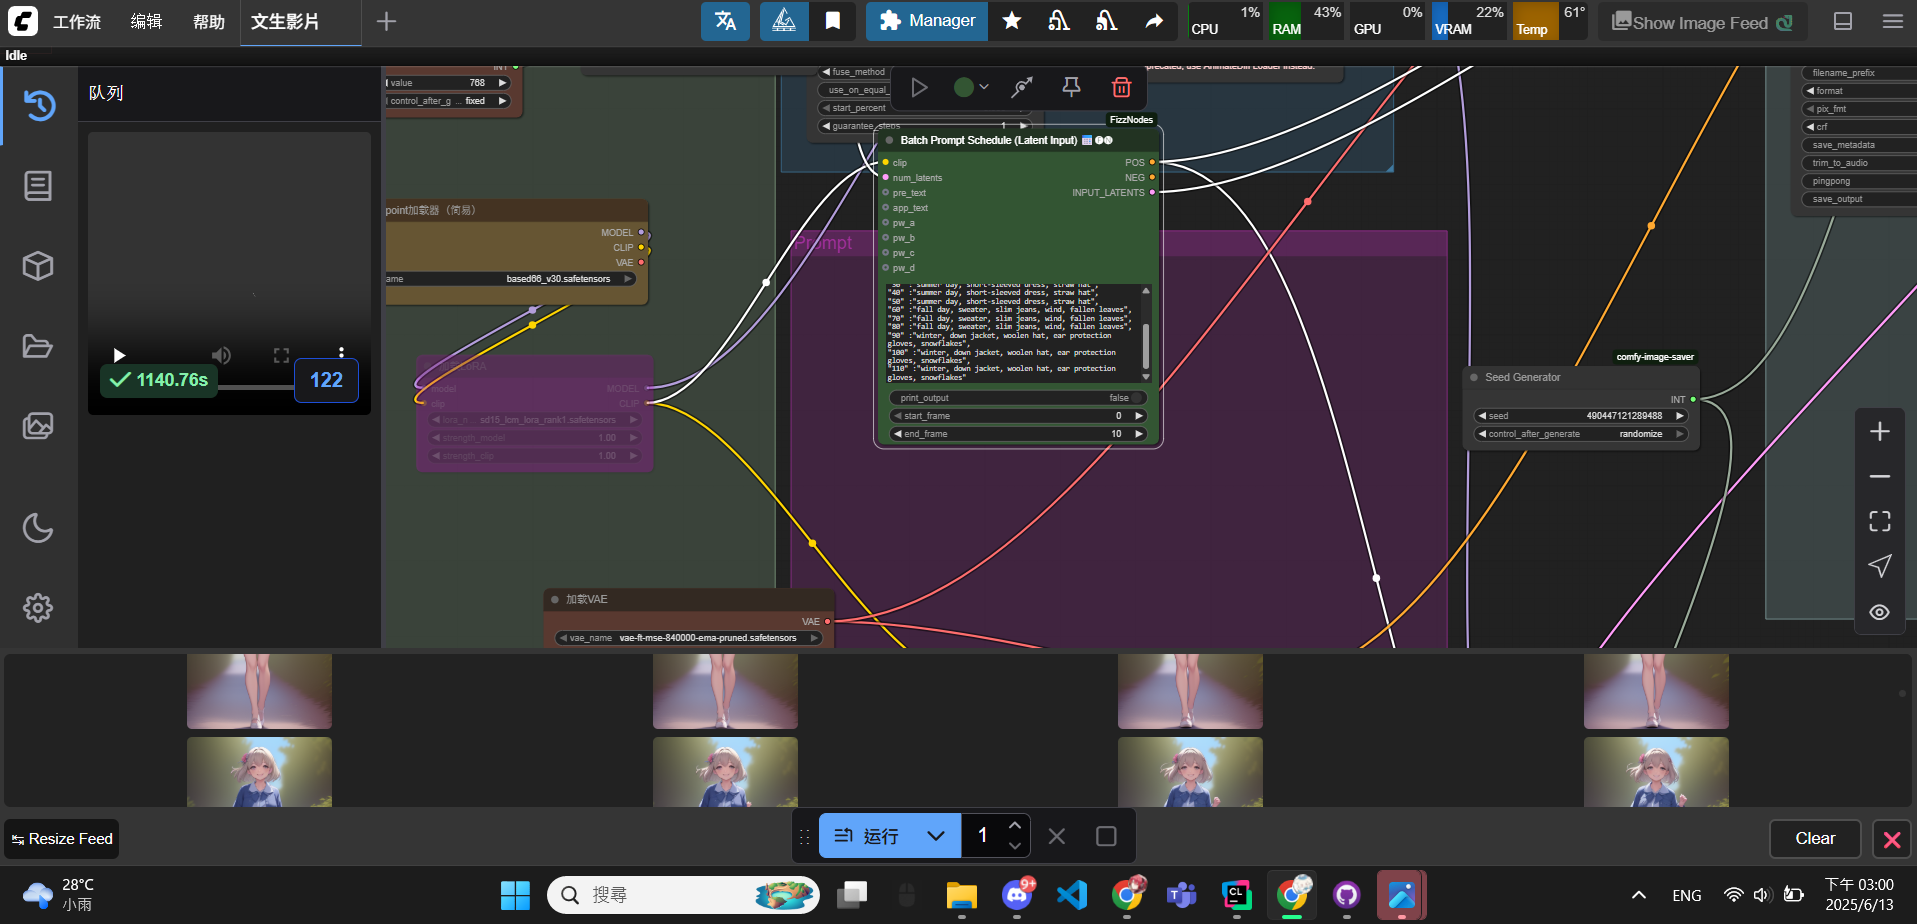 工作流 编辑 帮助 文生影片
Manager
CPU 1% RAM 43% GPU 0% VRAM 22% Temp 61°
Show Image Feed
Idle
队列
1140.76s
122
INT
value 768
control_after_g ... fixed
point加载器（简易）
MODEL
CLIP
VAE
ame based66_v30.safetensors
MODEL
model
CLIP
clip
sd15_lcm_lora_rank1.safetensors
strength_model 1.00
strength_clip 1.00
加载VAE
VAE
vae_name vae-ft-mse-840000-ema-pruned.safetensors
fuse_method
use_on_equal_
start_percent
guarantee_steps 1
precated, use AnimateDiff Loader instead.
FizzNodes
Batch Prompt Schedule (Latent Input)
clip POS
num_latents NEG
pre_text INPUT_LATENTS
app_text
pw_a
pw_b
pw_c
pw_d
"40" :"summer day, short-sleeved dress, straw hat",
"50" :"summer day, short-sleeved dress, straw hat",
"60" :"fall day, sweater, slim jeans, wind, fallen leaves",
"70" :"fall day, sweater, slim jeans, wind, fallen leaves",
"80" :"fall day, sweater, slim jeans, wind, fallen leaves",
"90" :"winter, down jacket, woolen hat, ear protection
gloves, snowflakes",
"100" :"winter, down jacket, woolen hat, ear protection
gloves, snowflakes",
"110" :"winter, down jacket, woolen hat, ear protection
gloves, snowflakes"
print_output false
start_frame 0
end_frame 10
Prompt
comfy-image-saver
Seed Generator
INT
seed 490447121289488
control_after_generate randomize
filename_prefix
format
pix_fmt
crf
save_metadata
trim_to_audio
pingpong
save_output
Resize Feed
运行
1
Clear
28°C
小雨
搜尋
9+
CL
ENG
下午 03:00
2025/6/13